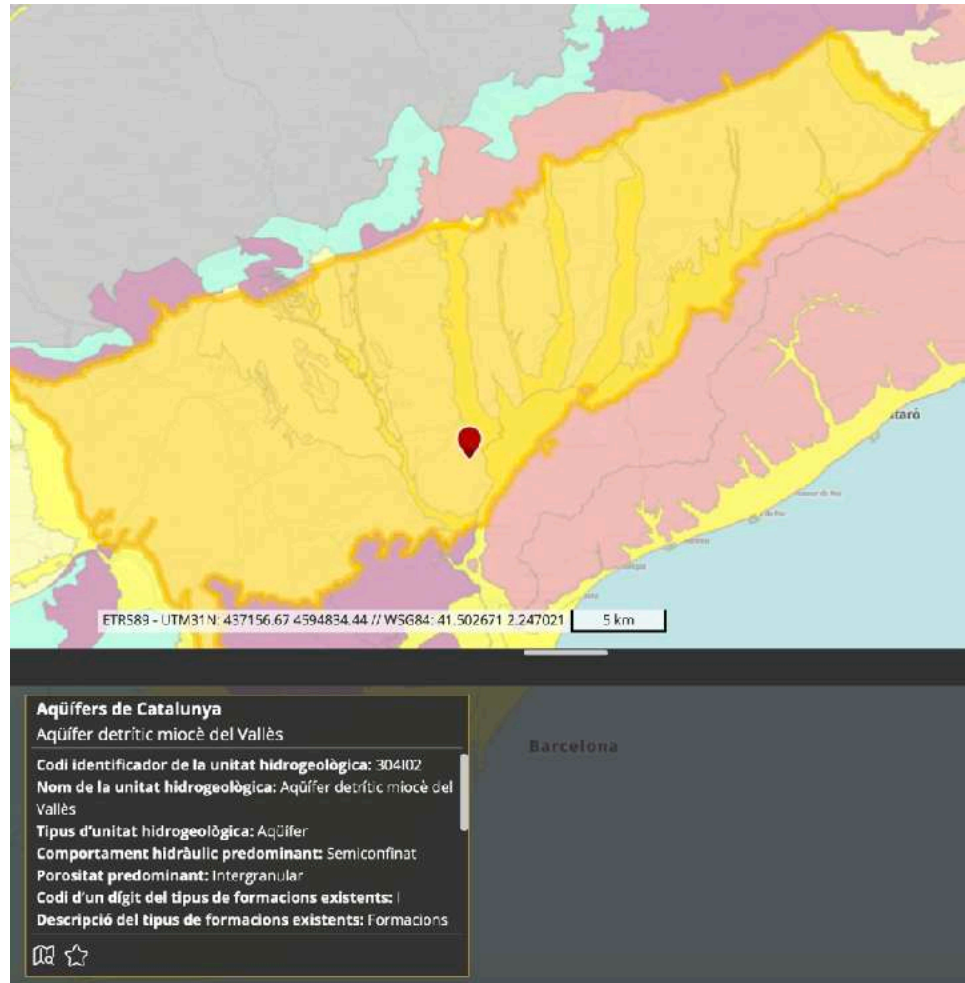 taró
ETRS89 - UTM31N: 437156.67 4594834.44 // WSG84: 41.502671 2.247021
5 km
Barcelona
Aqüífers de Catalunya
Aqüífer detrític miocè del Vallès
Codi identificador de la unitat hidrogeològica: 304I02
Nom de la unitat hidrogeològica: Aqüífer detrític miocè del
Vallès
Tipus d'unitat hidrogeològica: Aqüífer
Comportament hidràulic predominant: Semiconfinat
Porositat predominant: Intergranular
Codi d'un dígit del tipus de formacions existents: I
Descripció del tipus de formacions existents: Formacions